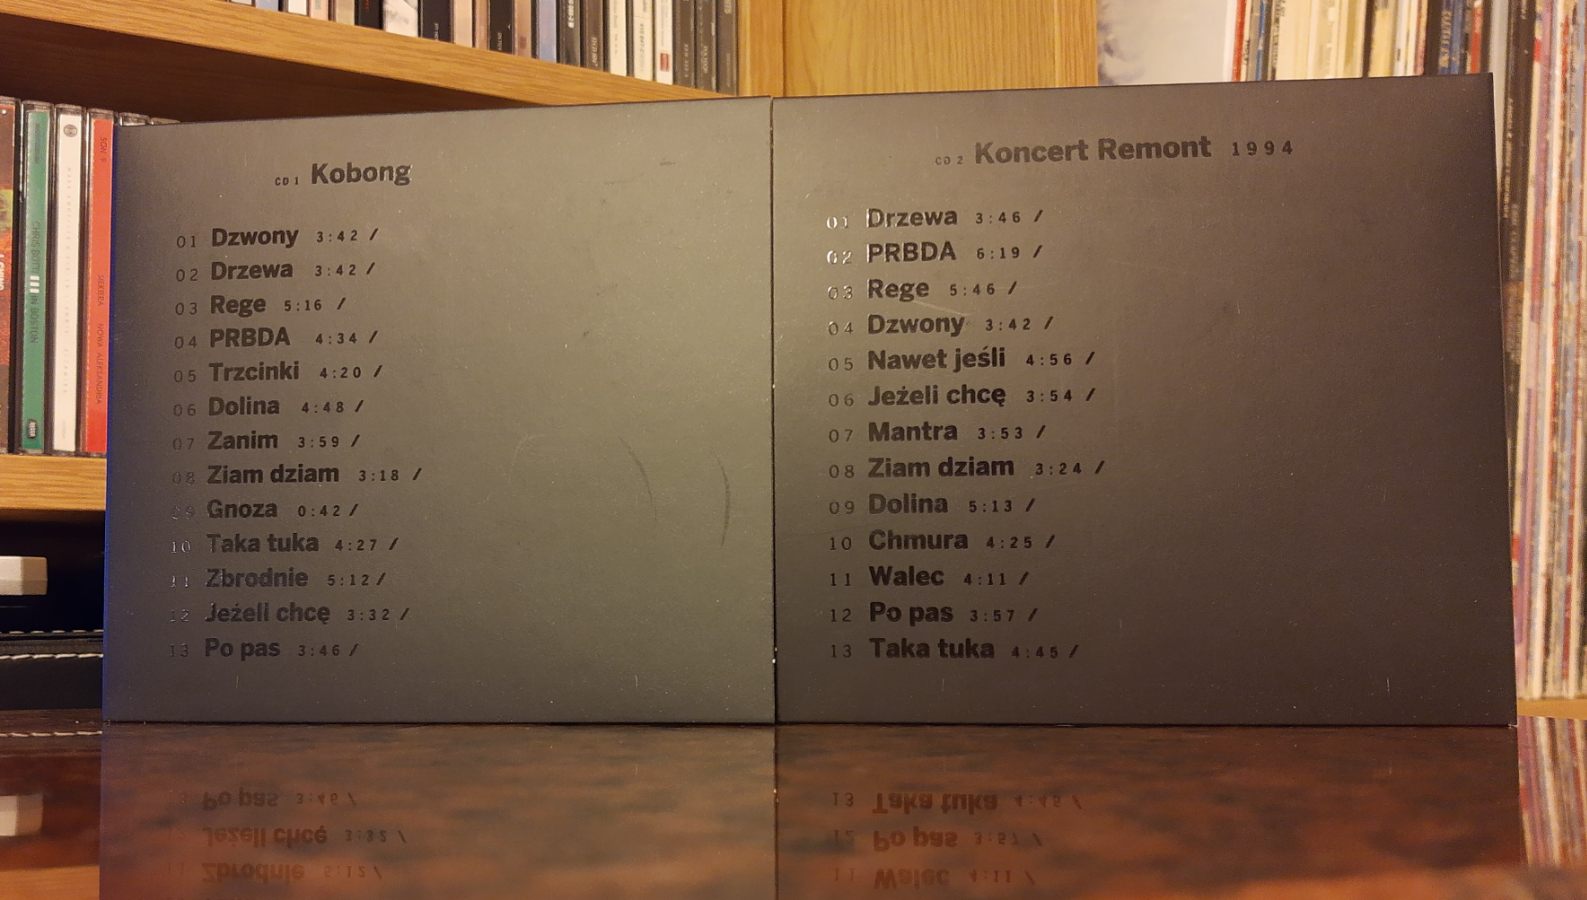 CD 1 Kobong
01 Dzwony 3:42 /
02 Drzewa 3:42 /
03 Rege 5:16 /
04 PRBDA 4:34 /
05 Trzcinki 4:20 /
06 Dolina 4:48 /
07 Zanim 3:59 /
08 Ziam dziam 3:18 /
09 Gnoza 0:42 /
10 Taka tuka 4:27 /
11 Zbrodnie 5:12 /
12 Jeżeli chcę 3:32 /
13 Po pas 3:46 /
CD 2 Koncert Remont 1994
01 Drzewa 3:46 /
02 PRBDA 6:19 /
03 Rege 5:46 /
04 Dzwony 3:42 /
05 Nawet jeśli 4:56 /
06 Jeżeli chcę 3:54 /
07 Mantra 3:53 /
08 Ziam dziam 3:24 /
09 Dolina 5:13 /
10 Chmura 4:25 /
11 Walec 4:11 /
12 Po pas 3:57 /
13 Taka tuka 4:45 /
CHRIS BOTTI IN BOSTON